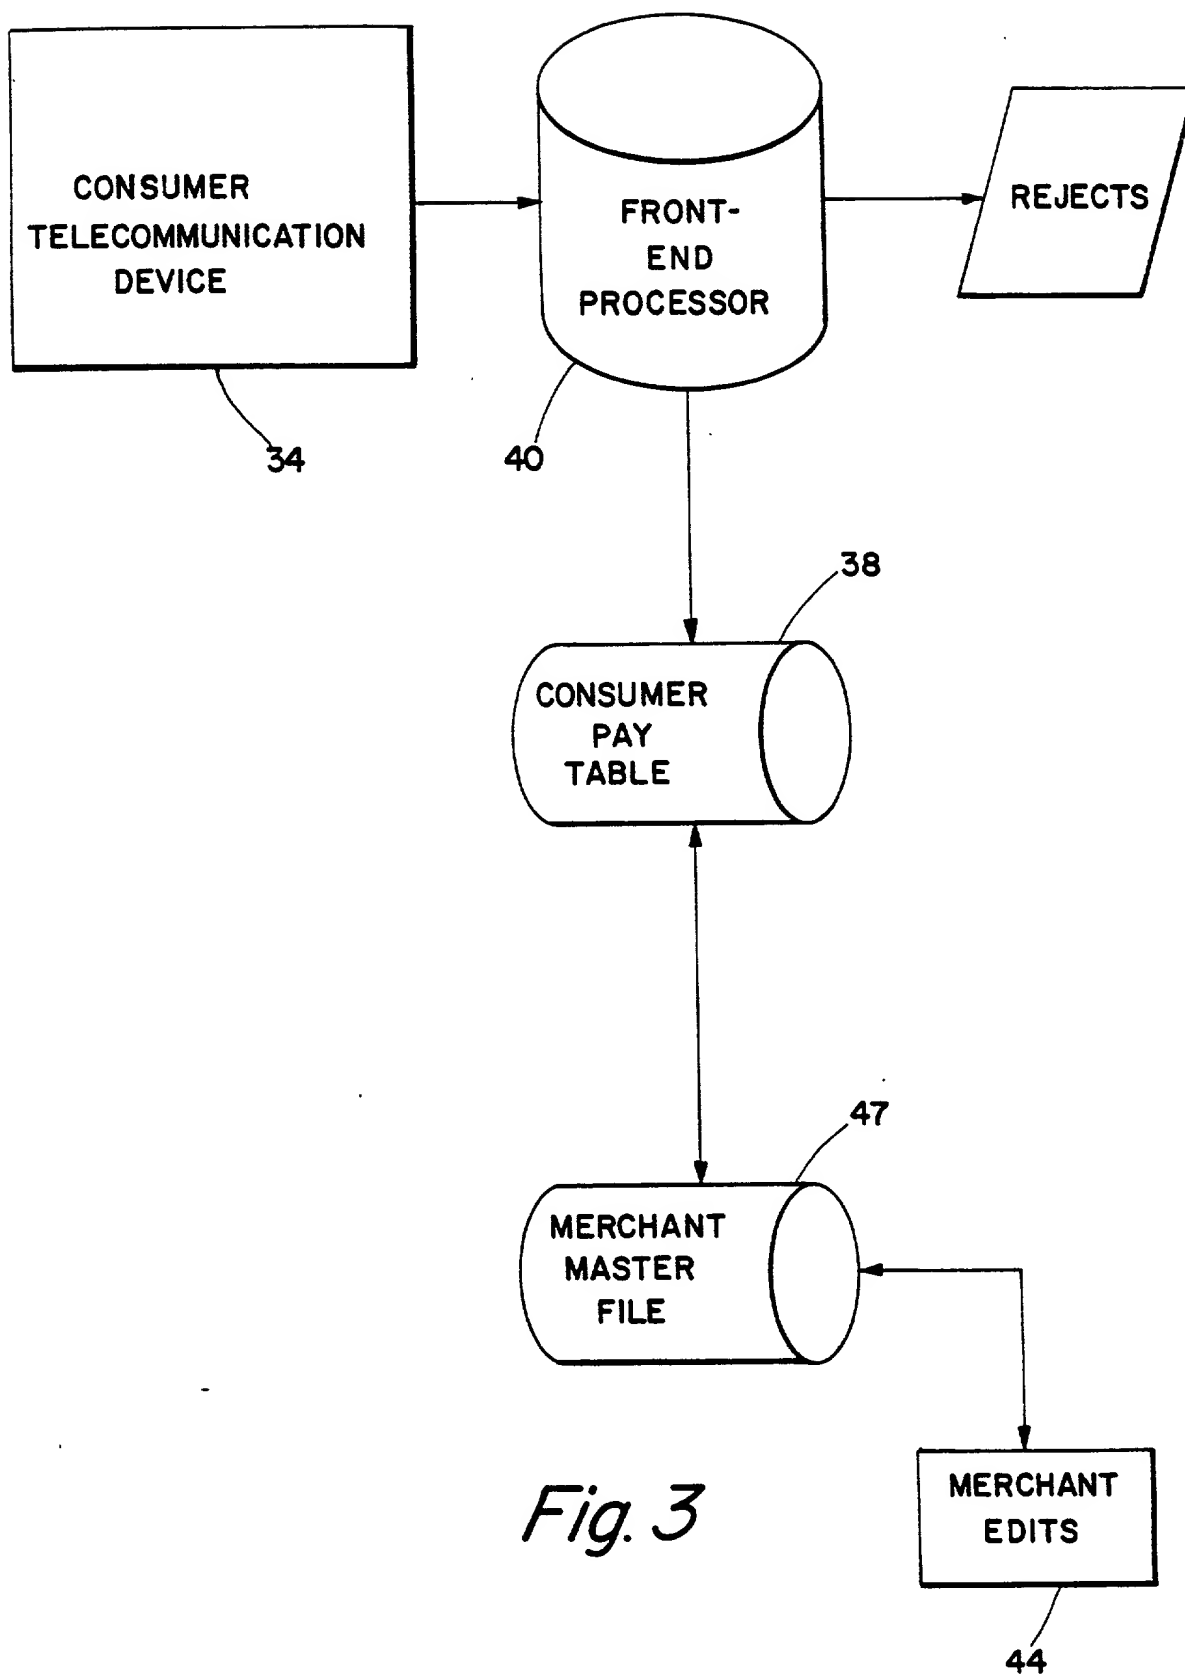 CONSUMER
TELECOMMUNICATION
DEVICE
34
FRONT-
END
PROCESSOR
40
REJECTS
38
CONSUMER
PAY
TABLE
47
MERCHANT
MASTER
FILE
MERCHANT
EDITS
44
Fig. 3